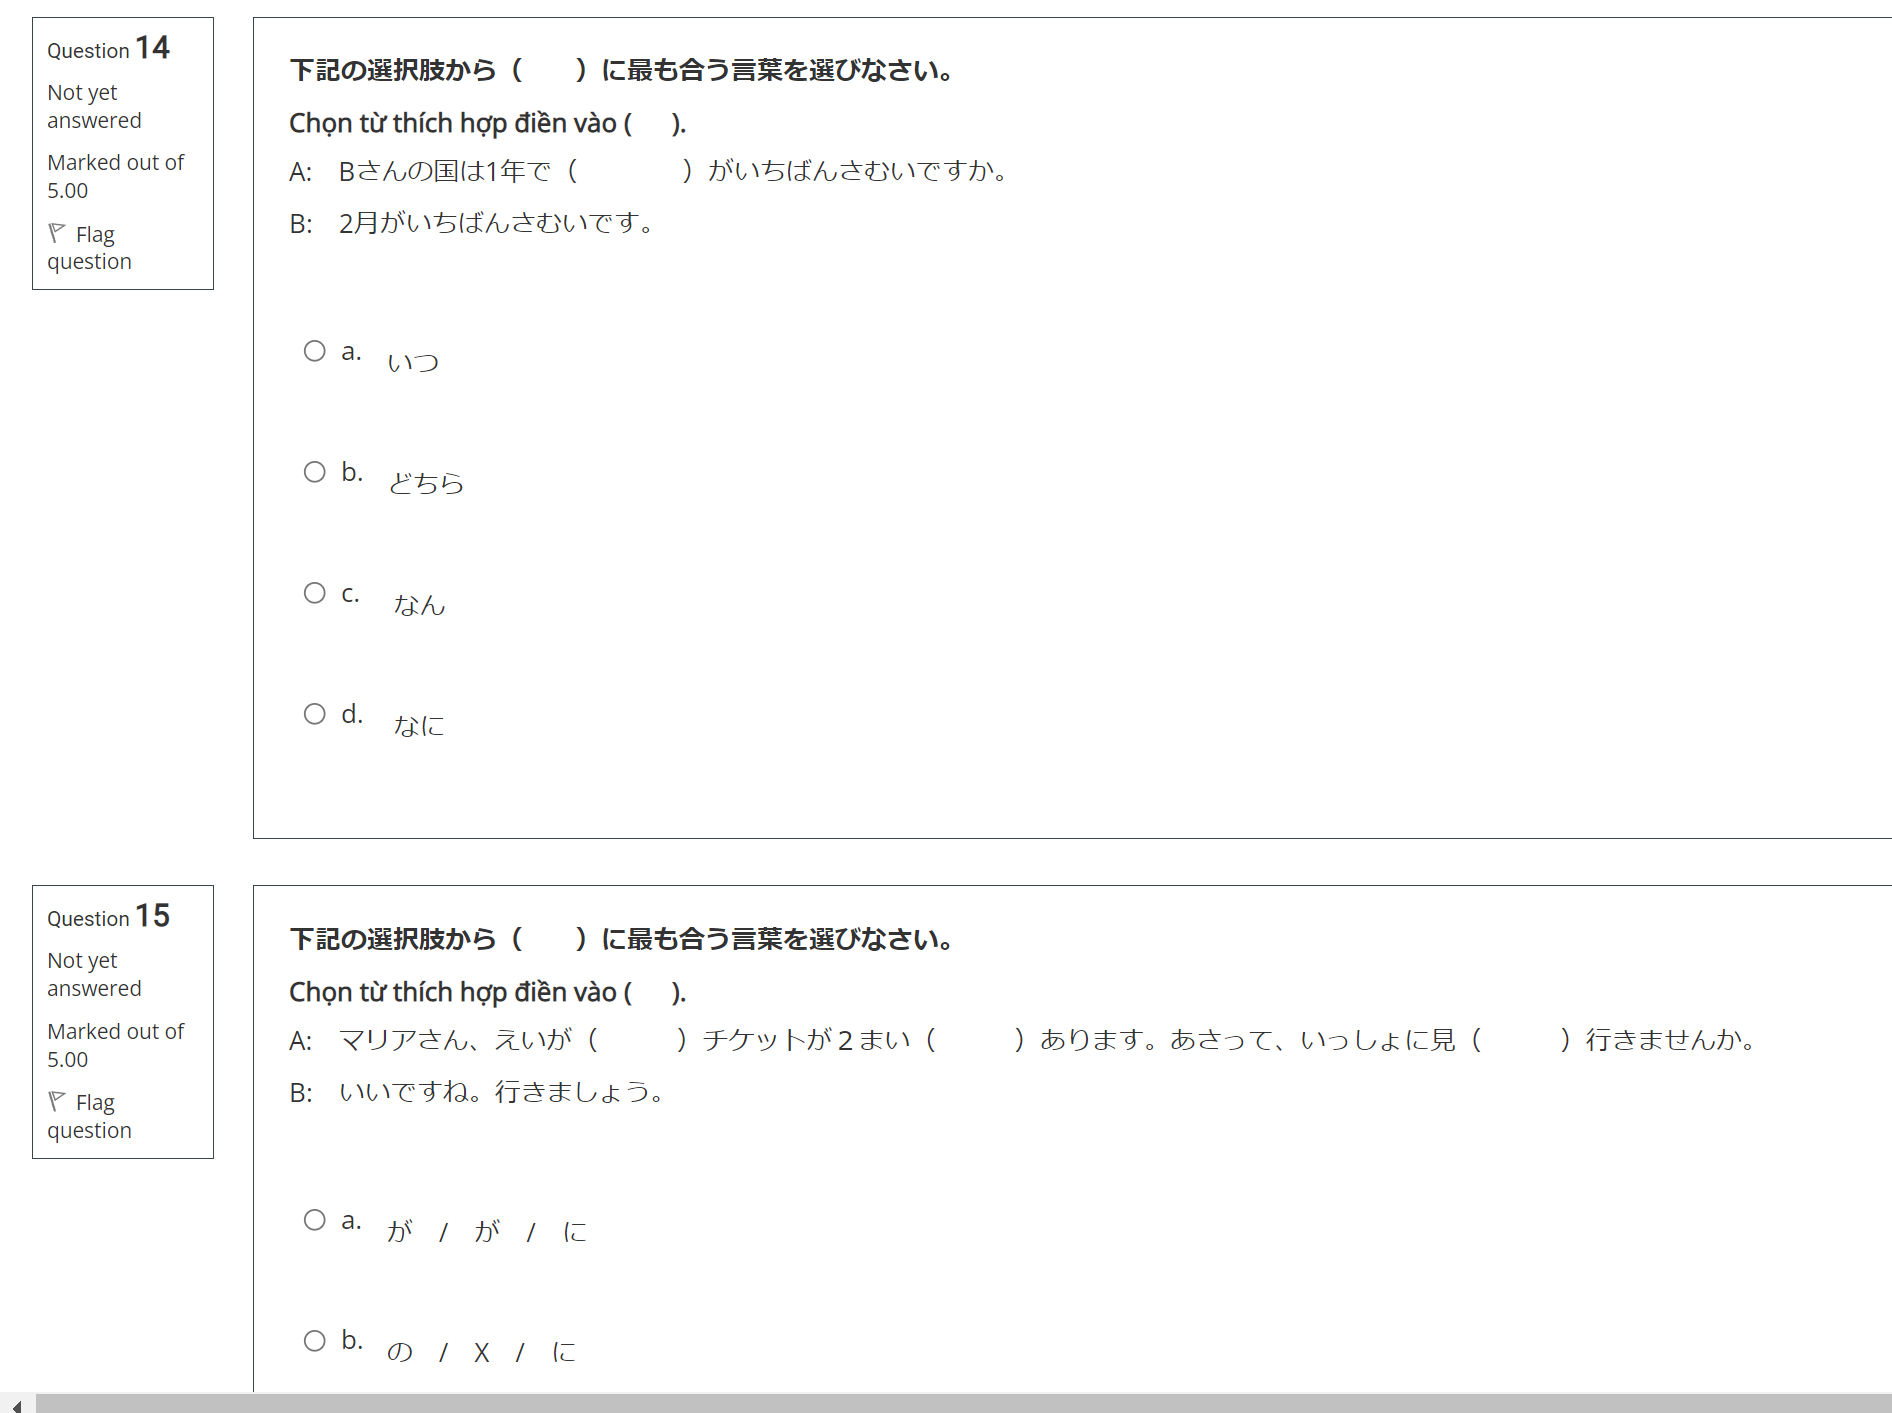 Question 14
Not yet
answered
Marked out of
5.00
Flag
question
下記の選択肢から（　　）に最も合う言葉を選びなさい。
Chọn từ thích hợp điền vào (     ).
A:　Bさんの国は1年で（　　　　）がいちばんさむいですか。
B:　2月がいちばんさむいです。
a. いつ
b. どちら
c. なん
d. なに
Question 15
Not yet
answered
Marked out of
5.00
Flag
question
下記の選択肢から（　　）に最も合う言葉を選びなさい。
Chọn từ thích hợp điền vào (     ).
A:　マリアさん、えいが（　　　）チケットが２まい（　　　）あります。あさって、いっしょに見（　　　）行きませんか。
B:　いいですね。行きましょう。
a. が　/　が　/　に
b. の　/　X　/　に